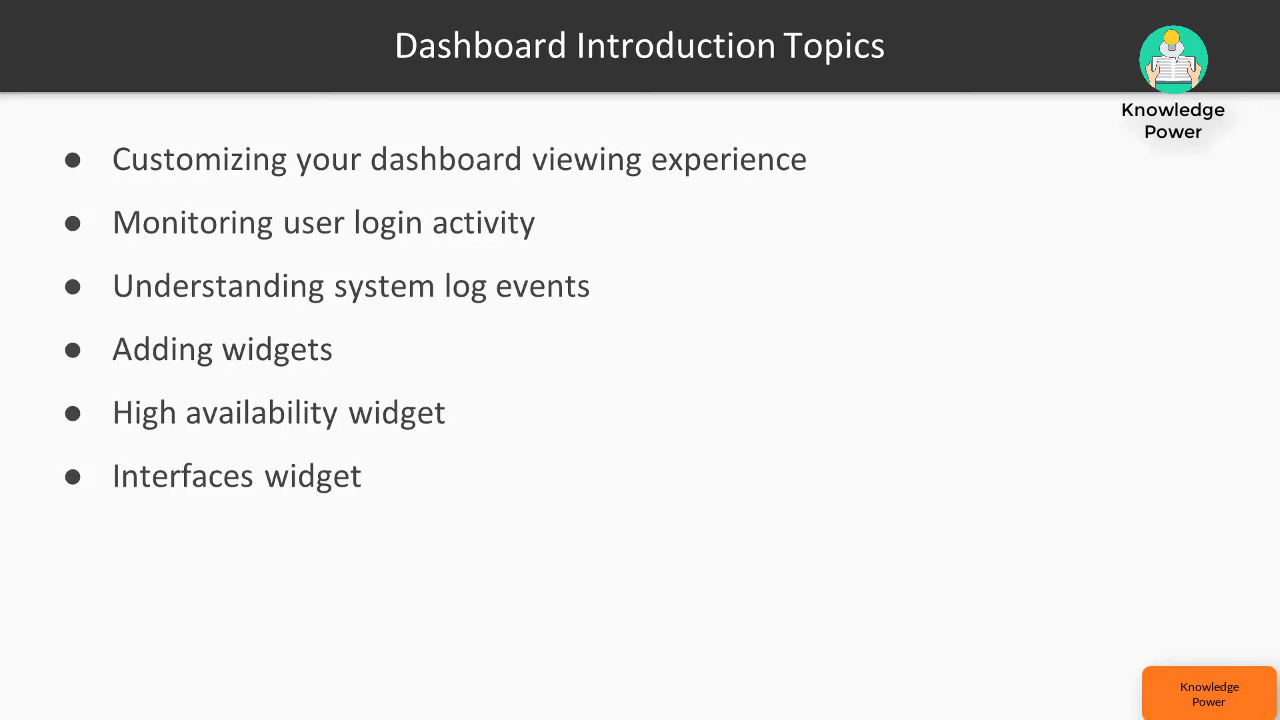 Dashboard Introduction Topics
Knowledge
Power
● Customizing your dashboard viewing experience
● Monitoring user login activity
● Understanding system log events
● Adding widgets
● High availability widget
● Interfaces widget
Knowledge
Power